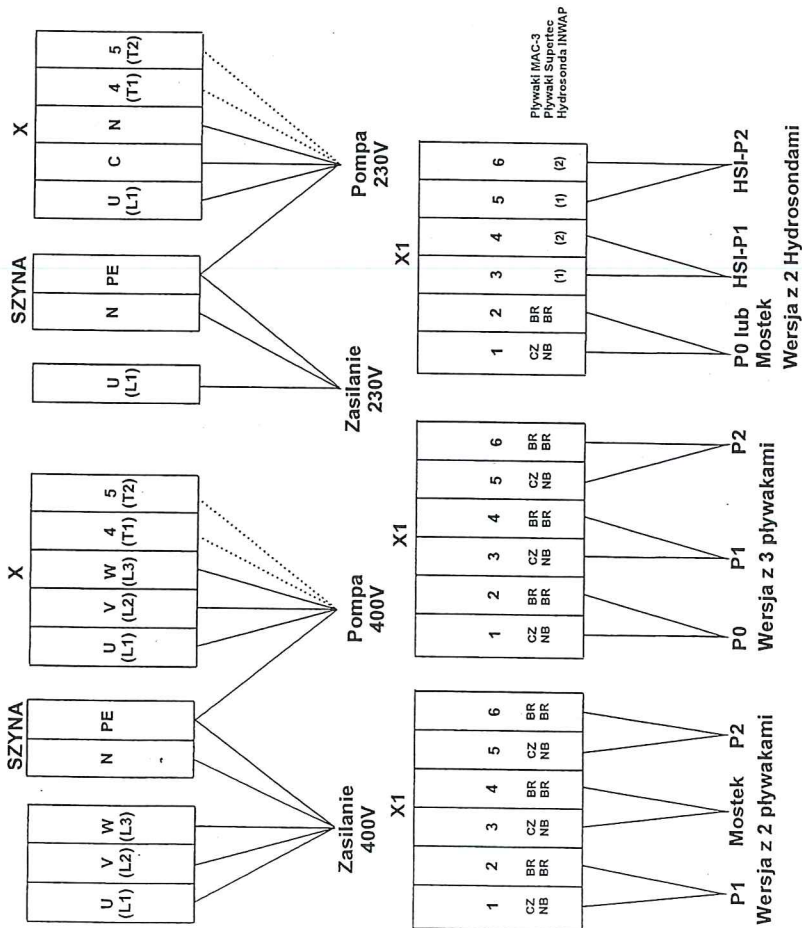 X
U (L1)
V (L2)
W (L3)
4 (T1)
5 (T2)
SZYNA
N
PE
U (L1)
V (L2)
W (L3)
Zasilanie
400V
Pompa
400V
X
U (L1)
C
N
4 (T1)
5 (T2)
SZYNA
N
PE
U (L1)
Zasilanie
230V
Pompa
230V
X1
1 2 3 4 5 6
CZ BR CZ BR CZ BR
NB BR NB BR NB BR
P1 Mostek P2
Wersja z 2 pływakami
X1
1 2 3 4 5 6
CZ BR CZ BR CZ BR
NB BR NB BR NB BR
P0 P1 P2
Wersja z 3 pływakami
X1
1 2 3 4 5 6
CZ BR
NB BR
(1) (2) (1) (2)
Pływaki MAC-3
Pływaki Supertec
Hydrosonda INWAP
P0 lub
Mostek
HSI-P1
HSI-P2
Wersja z 2 Hydrosondami